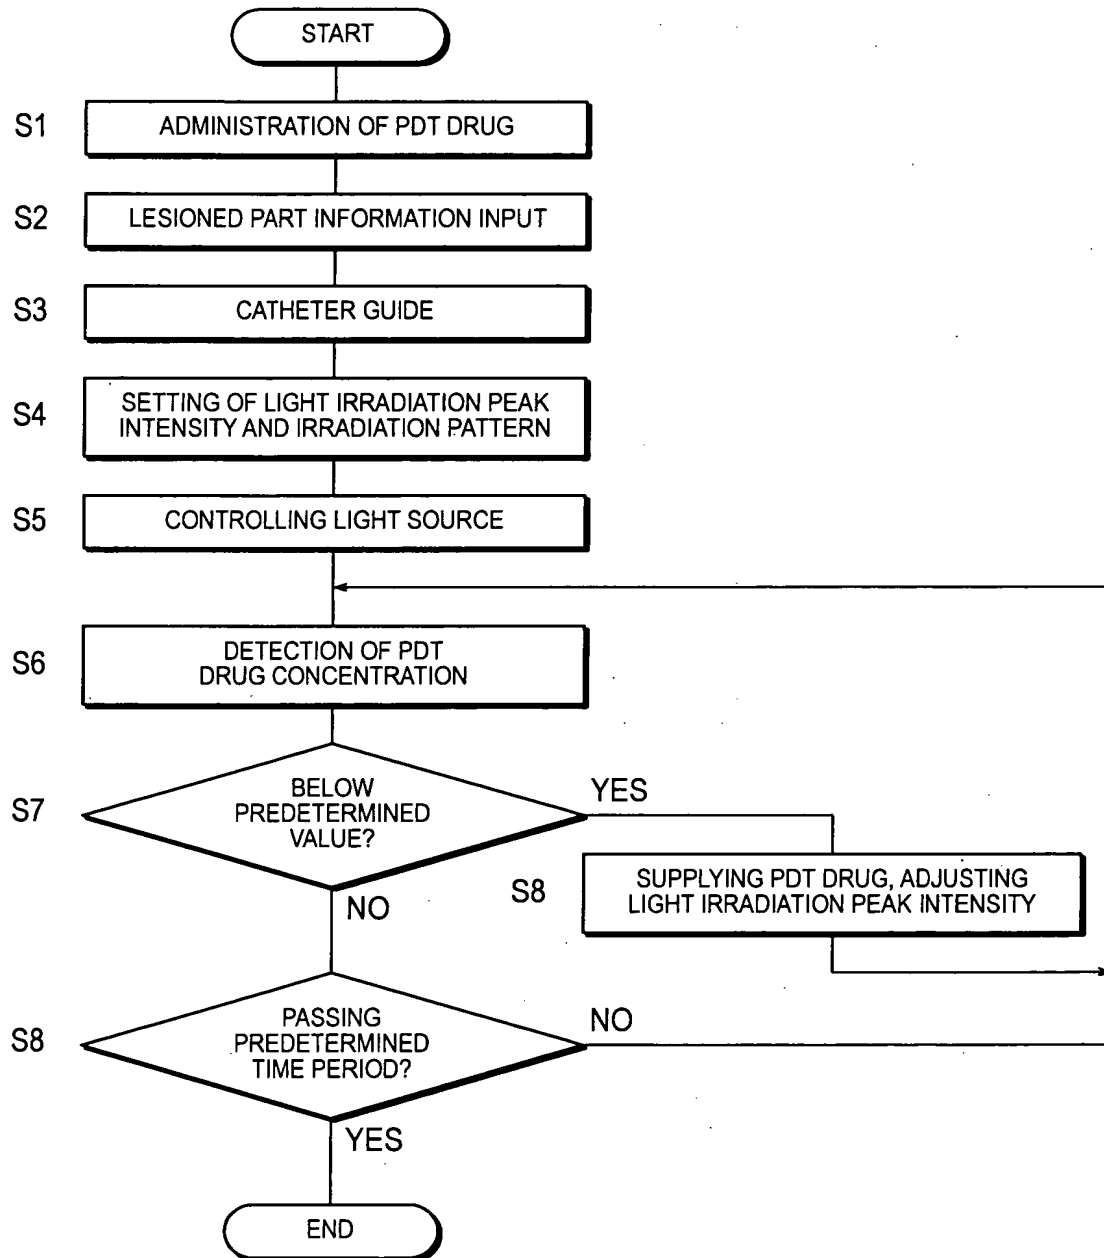 START
S1
ADMINISTRATION OF PDT DRUG
S2
LESIONED PART INFORMATION INPUT
S3
CATHETER GUIDE
S4
SETTING OF LIGHT IRRADIATION PEAK
INTENSITY AND IRRADIATION PATTERN
S5
CONTROLLING LIGHT SOURCE
S6
DETECTION OF PDT
DRUG CONCENTRATION
S7
BELOW
PREDETERMINED
VALUE?
YES
NO
S8
SUPPLYING PDT DRUG, ADJUSTING
LIGHT IRRADIATION PEAK INTENSITY
S8
PASSING
PREDETERMINED
TIME PERIOD?
NO
YES
END